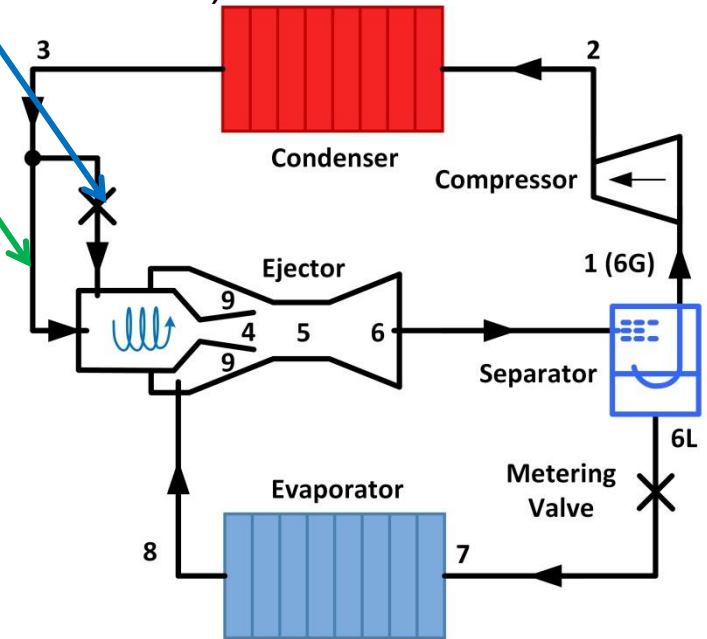 3
2
Condenser
Compressor
1 (6G)
Ejector
9
4
5
6
9
Separator
6L
Metering
Valve
Evaporator
8
7